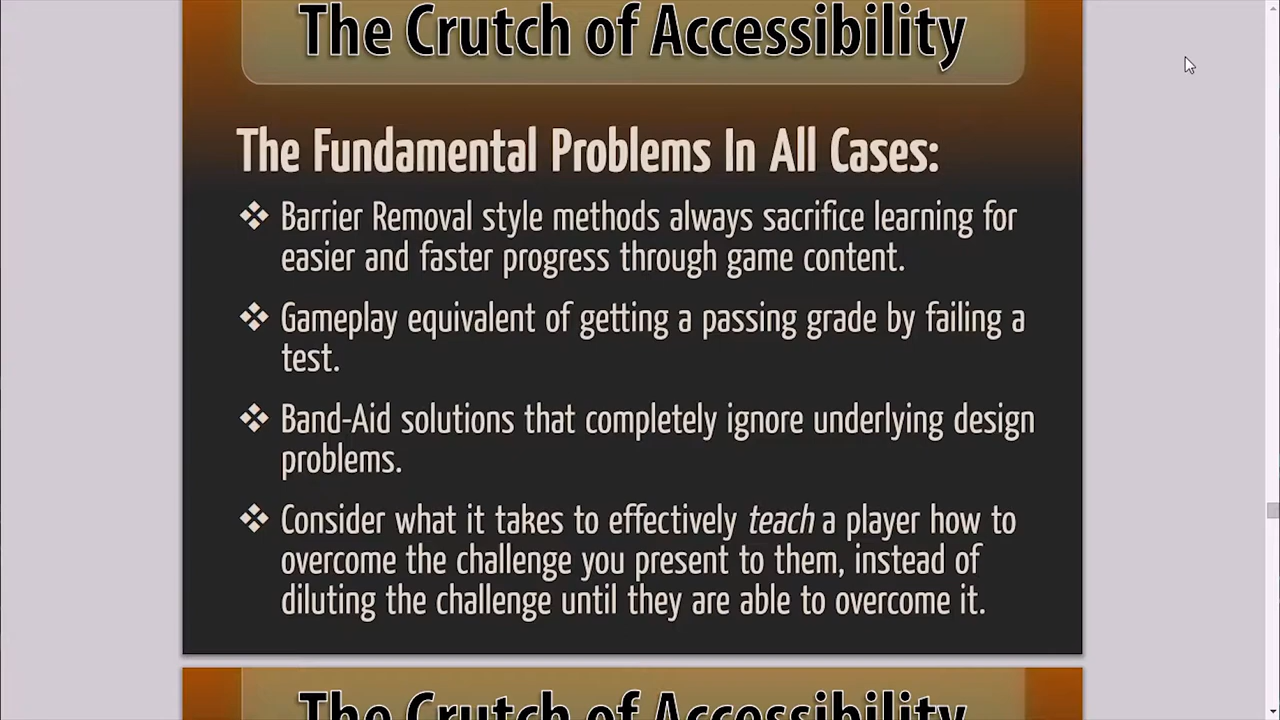 The Crutch of Accessibility
The Fundamental Problems In All Cases:
Barrier Removal style methods always sacrifice learning for
easier and faster progress through game content.
Gameplay equivalent of getting a passing grade by failing a
test.
Band-Aid solutions that completely ignore underlying design
problems.
Consider what it takes to effectively teach a player how to
overcome the challenge you present to them, instead of
diluting the challenge until they are able to overcome it.
The Crutch of Accessibility